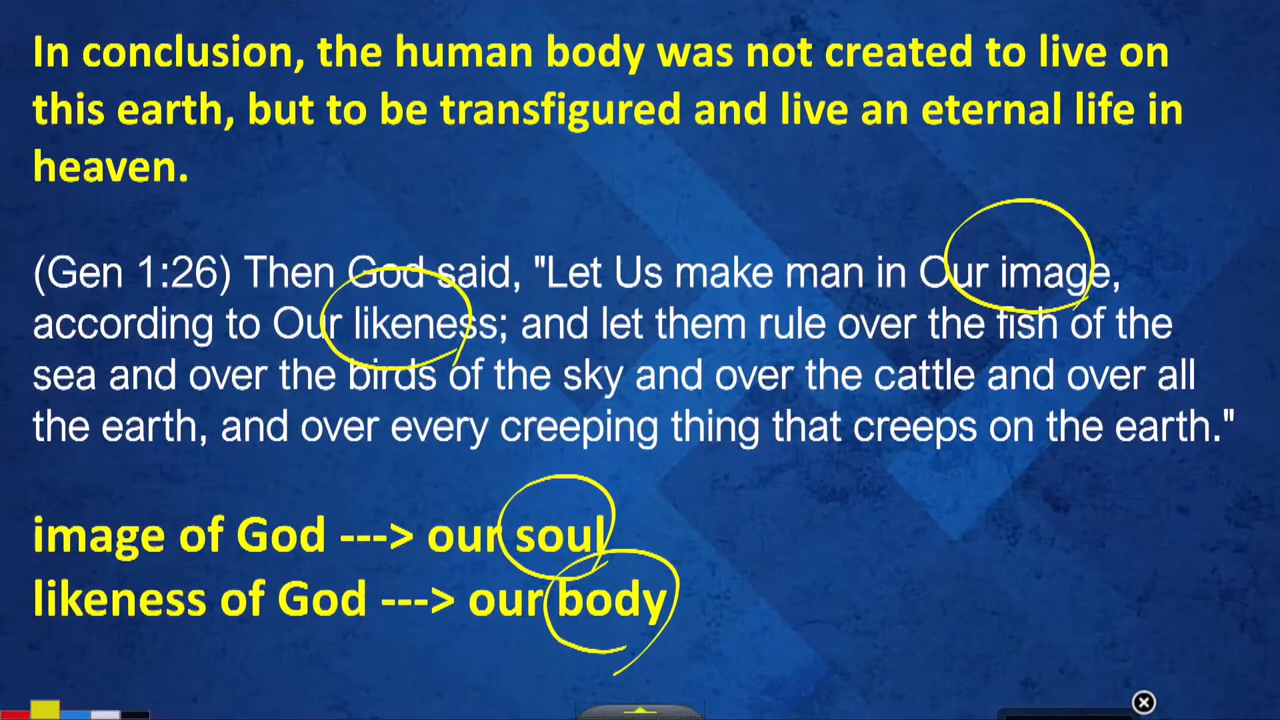 In conclusion, the human body was not created to live on
this earth, but to be transfigured and live an eternal life in
heaven.
(Gen 1:26) Then God said, "Let Us make man in Our image,
according to Our likeness; and let them rule over the fish of the
sea and over the birds of the sky and over the cattle and over all
the earth, and over every creeping thing that creeps on the earth."
image of God ---> our soul
likeness of God ---> our body